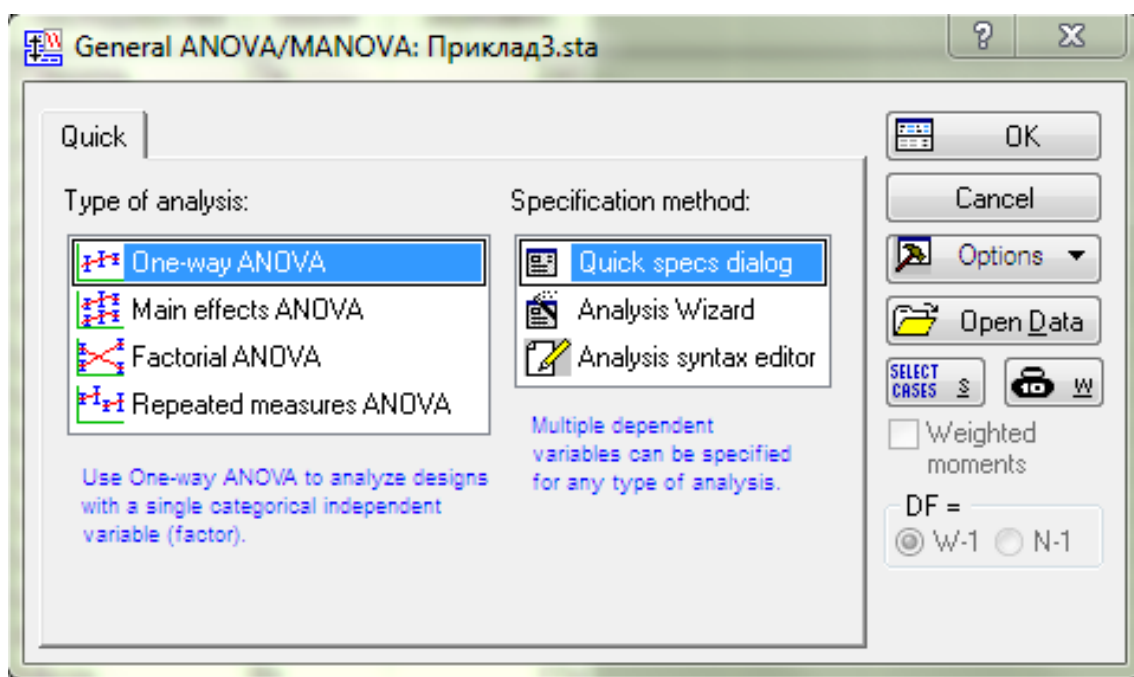 General ANOVA/MANOVA: Приклад3.sta
Quick
Type of analysis:
One-way ANOVA
Main effects ANOVA
Factorial ANOVA
Repeated measures ANOVA
Use One-way ANOVA to analyze designs
with a single categorical independent
variable (factor).
Specification method:
Quick specs dialog
Analysis Wizard
Analysis syntax editor
Multiple dependent
variables can be specified
for any type of analysis.
OK
Cancel
Options
Open Data
SELECT
CASES S
W
Weighted
moments
DF =
W-1 N-1